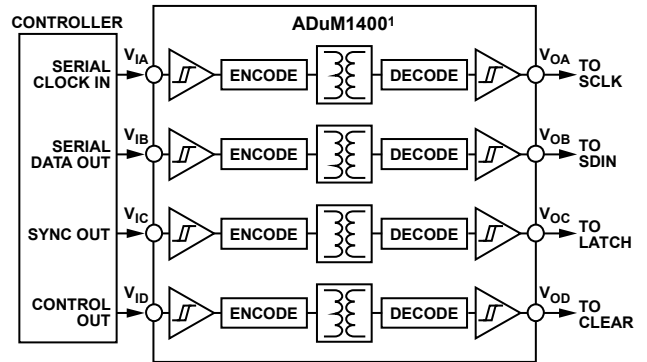 CONTROLLER
ADuM1400¹
SERIAL
CLOCK IN
V_IA
ENCODE
DECODE
V_OA
TO
SCLK
SERIAL
DATA OUT
V_IB
ENCODE
DECODE
V_OB
TO
SDIN
SYNC OUT
V_IC
ENCODE
DECODE
V_OC
TO
LATCH
CONTROL
OUT
V_ID
ENCODE
DECODE
V_OD
TO
CLEAR